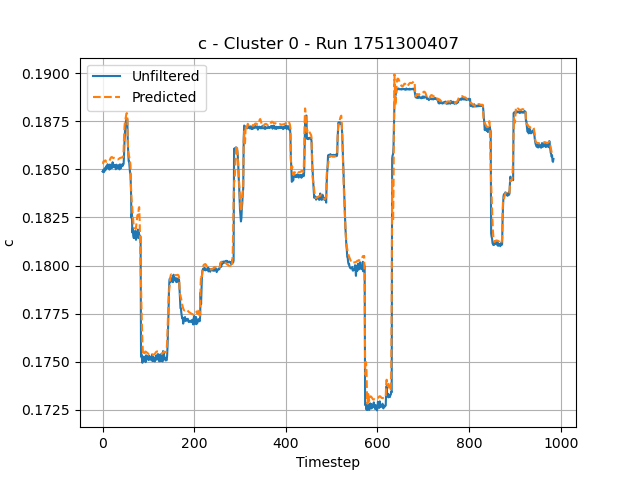 c - Cluster 0 - Run 1751300407
Unfiltered
Predicted
0.1900
0.1875
0.1850
0.1825
0.1800
0.1775
0.1750
0.1725
c
0 200 400 600 800 1000
Timestep